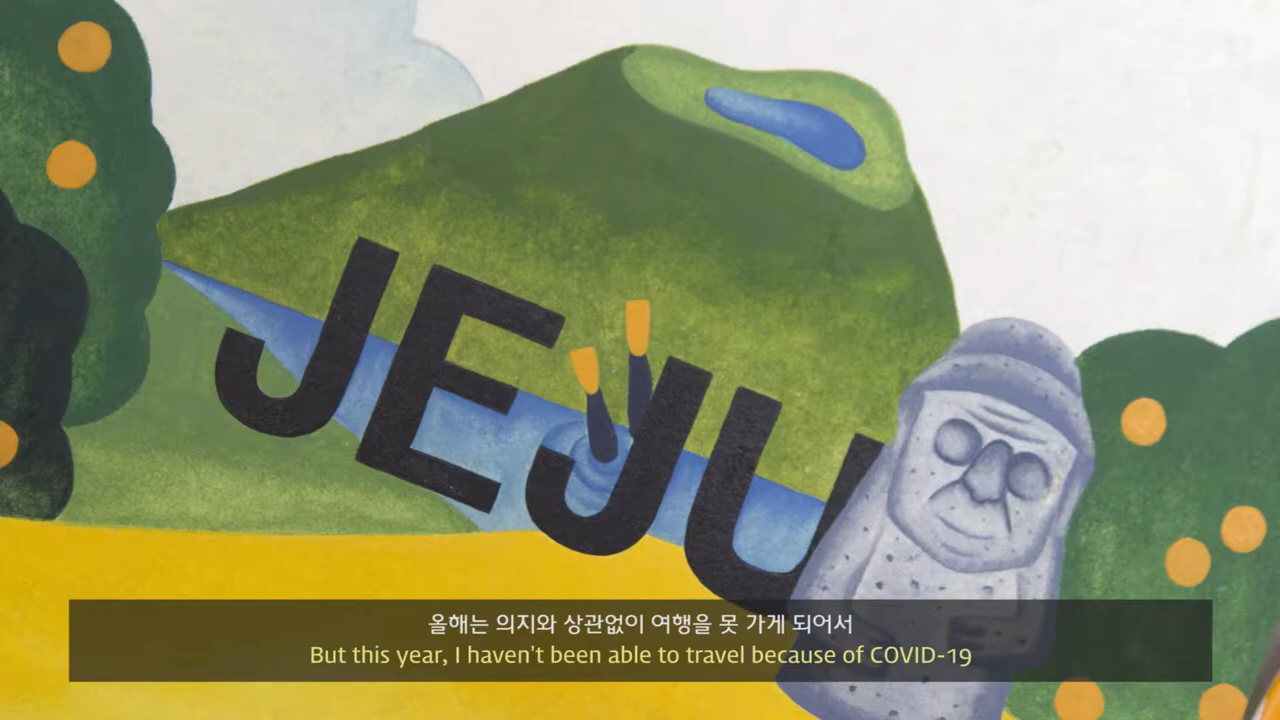 JEJU
올해는 의지와 상관없이 여행을 못 가게 되어서
But this year, I haven't been able to travel because of COVID-19